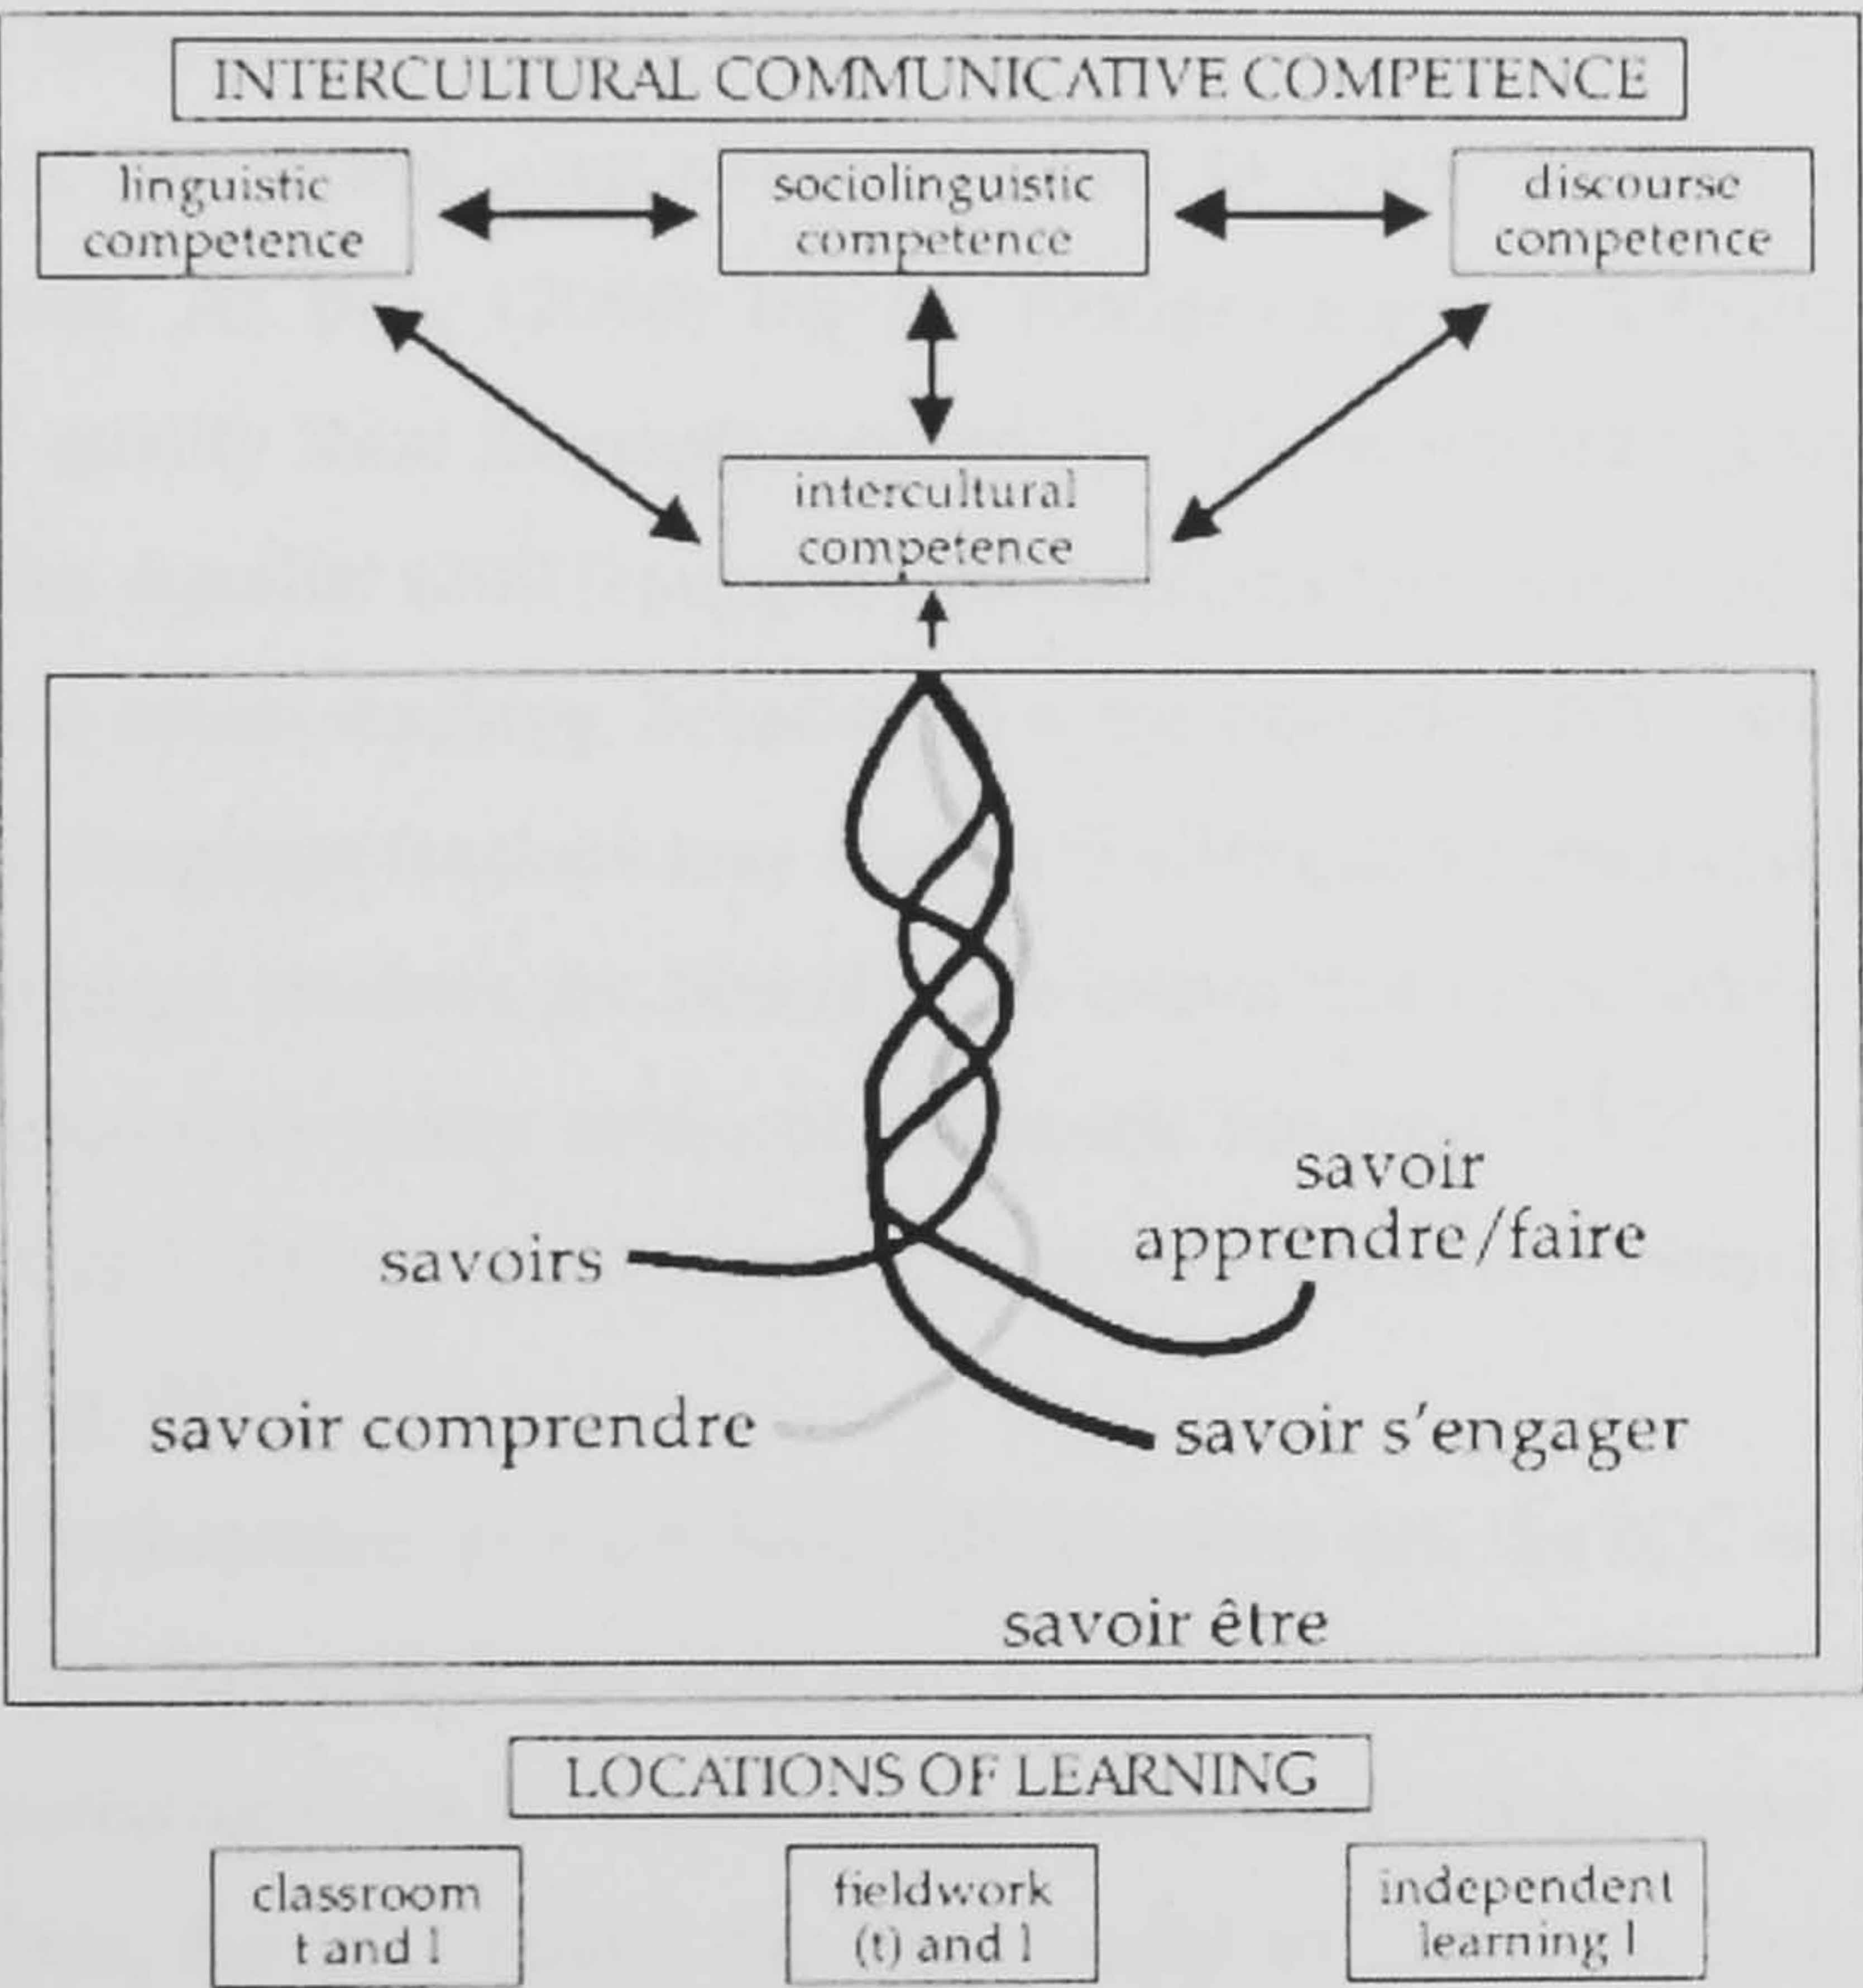 INTERCULTURAL COMMUNICATIVE COMPETENCE
linguistic
competence
sociolinguistic
competence
discourse
competence
intercultural
competence
savoir
apprendre/faire
savoirs
savoir comprendre
savoir s'engager
savoir être
LOCATIONS OF LEARNING
classroom
t and l
fieldwork
(t) and l
independent
learning l